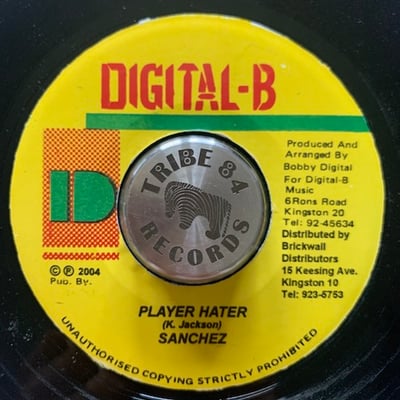 DIGITAL-B
D
TRIBE 84
RECORDS
Produced And
Arranged By
Bobby Digital
For Digital-B
Music
6 Rons Road
Kingston 20
Tel: 92-45634
Distributed by
Brickwall
Distributors
15 Keesing Ave.
Kingston 10
Tel: 923-5753
© ℗ 2004
Pub. By.
PLAYER HATER
(K. Jackson)
SANCHEZ
UNAUTHORISED COPYING STRICTLY PROHIBITED